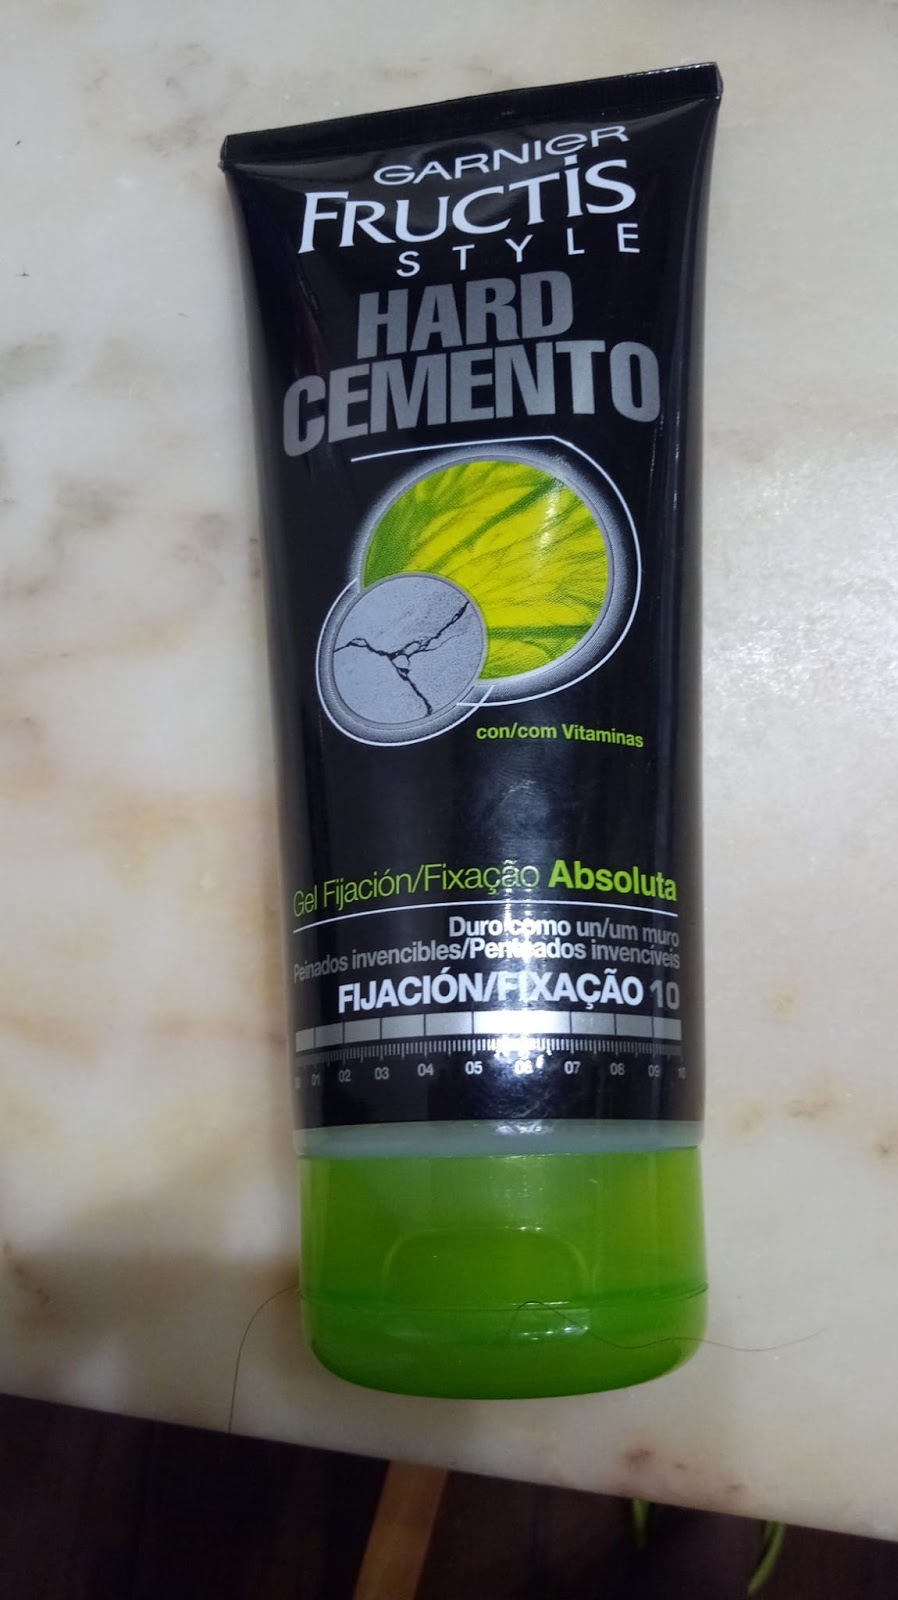 GARNIER
FRUCTIS
STYLE
HARD
CEMENTO
con/com Vitaminas
Gel Fijación/Fixação Absoluta
Duro como un/um muro
Peinados invencibles/Penteados invencíveis
FIJACIÓN/FIXAÇÃO 10
01 02 03 04 05 06 07 08 09 10